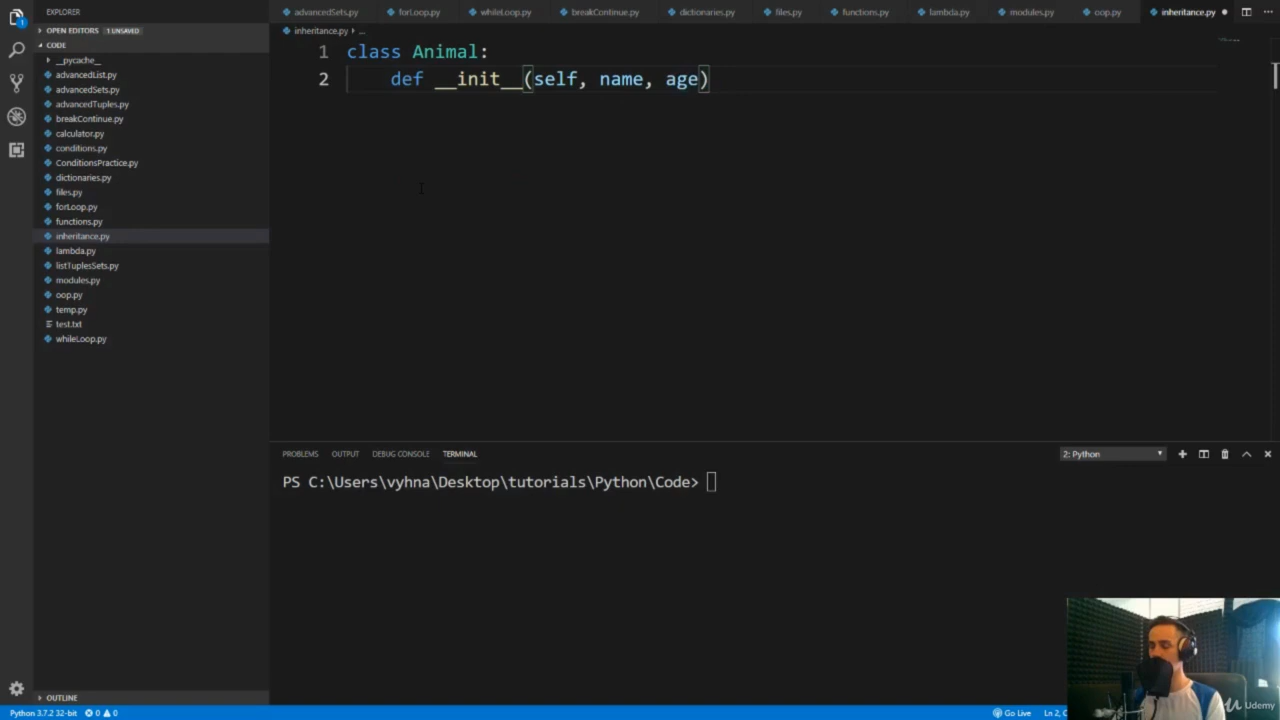 EXPLORER
OPEN EDITORS 1 UNSAVED
CODE
__pycache__
advancedList.py
advancedSets.py
advancedTuples.py
breakContinue.py
calculator.py
conditions.py
ConditionsPractice.py
dictionaries.py
files.py
forLoop.py
functions.py
inheritance.py
lambda.py
listTuplesSets.py
modules.py
oop.py
temp.py
test.txt
whileLoop.py
OUTLINE
advancedSets.py forLoop.py whileLoop.py breakContinue.py dictionaries.py files.py functions.py lambda.py modules.py oop.py inheritance.py
inheritance.py ...
1 class Animal:
2 def __init__(self, name, age)
PROBLEMS OUTPUT DEBUG CONSOLE TERMINAL 2: Python
PS C:\Users\vyhna\Desktop\tutorials\Python\Code>
Python 3.7.2 32-bit 0 0 Go Live Ln 2,
Udemy